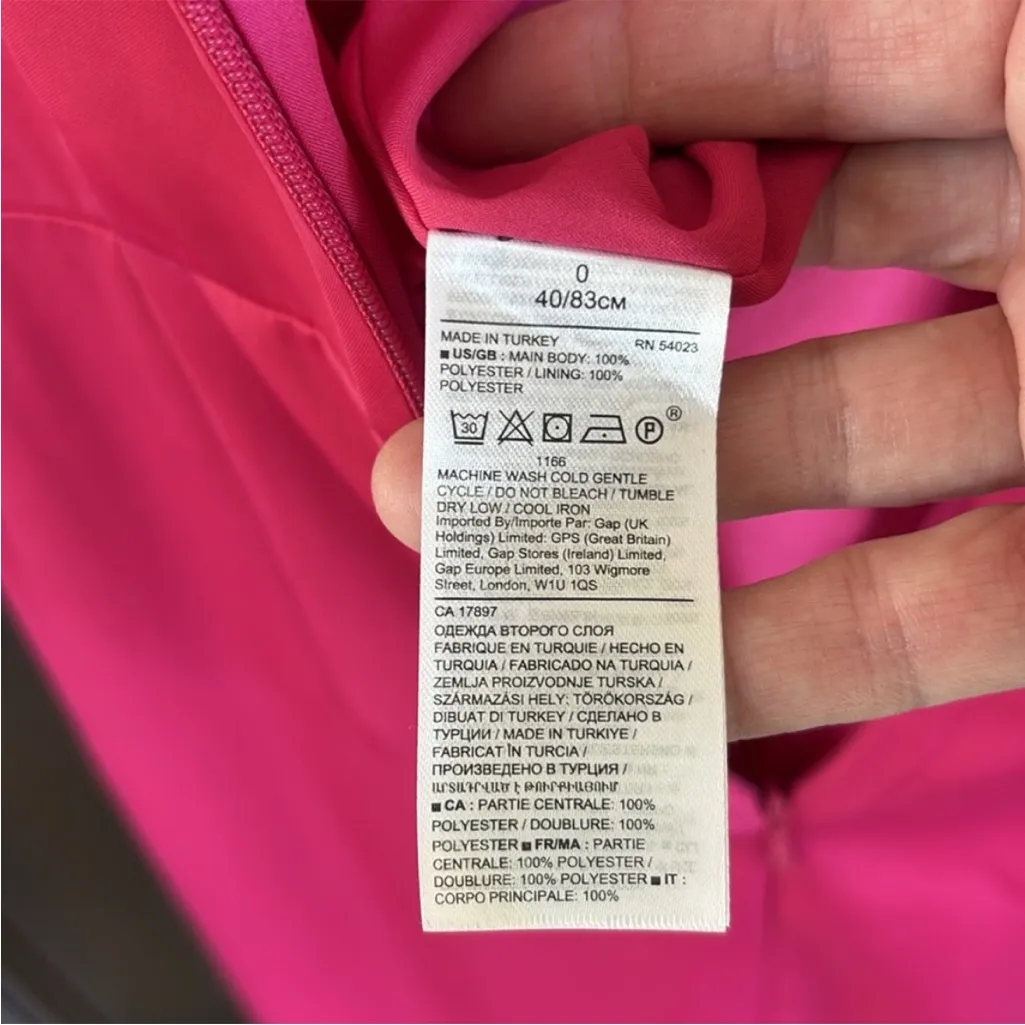 0
40/83CM
MADE IN TURKEY
RN 54023
■ US/GB : MAIN BODY: 100%
POLYESTER / LINING: 100%
POLYESTER
30
P ®
1166
MACHINE WASH COLD GENTLE
CYCLE / DO NOT BLEACH / TUMBLE
DRY LOW / COOL IRON
Imported By/Importe Par: Gap (UK
Holdings) Limited: GPS (Great Britain)
Limited, Gap Stores (Ireland) Limited,
Gap Europe Limited, 103 Wigmore
Street, London, W1U 1QS
CA 17897
ОДЕЖДА ВТОРОГО СЛОЯ
FABRIQUE EN TURQUIE / HECHO EN
TURQUIA / FABRICADO NA TURQUIA /
ZEMLJA PROIZVODNJE TURSKA /
SZÁRMAZÁSI HELY: TÖRÖKORSZÁG /
DIBUAT DI TURKEY / СДЕЛАНО В
ТУРЦИИ / MADE IN TURKIYE /
FABRICAT ÎN TURCIA /
ПРОИЗВЕДЕНО В ТУРЦИЯ /
ԱՐՏԱԴՐՎԱԾ Է ԹՈՒՐՔԻԱՅՈՒՄ
■ CA : PARTIE CENTRALE: 100%
POLYESTER / DOUBLURE: 100%
POLYESTER ■ FR/MA : PARTIE
CENTRALE: 100% POLYESTER /
DOUBLURE: 100% POLYESTER ■ IT :
CORPO PRINCIPALE: 100%